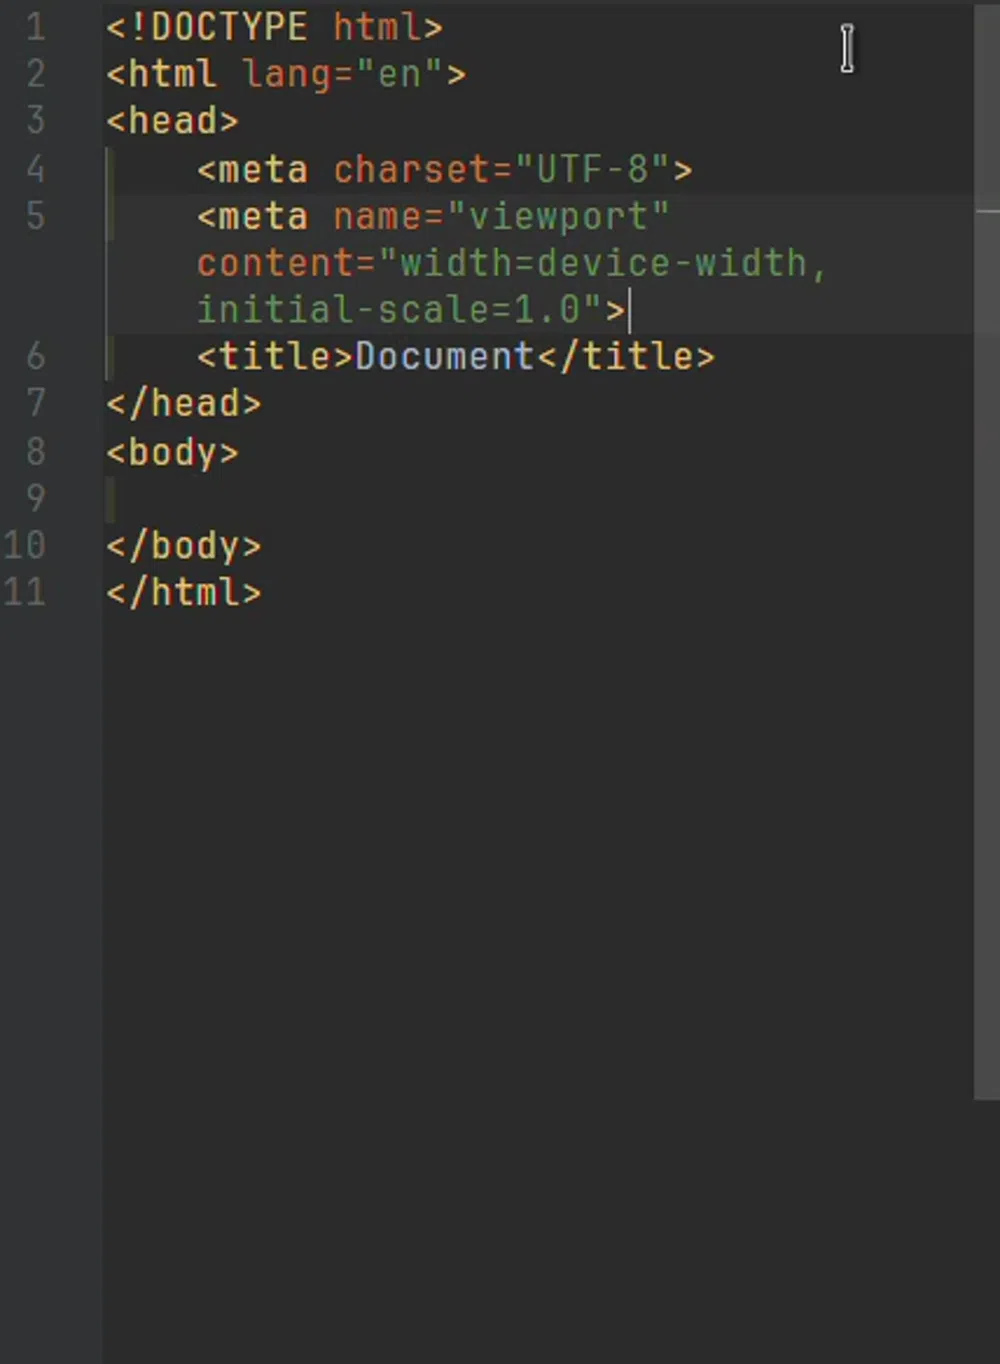 1 <!DOCTYPE html>
2 <html lang="en">
3 <head>
4     <meta charset="UTF-8">
5     <meta name="viewport"
    content="width=device-width,
    initial-scale=1.0">
6     <title>Document</title>
7 </head>
8 <body>
9
10 </body>
11 </html>